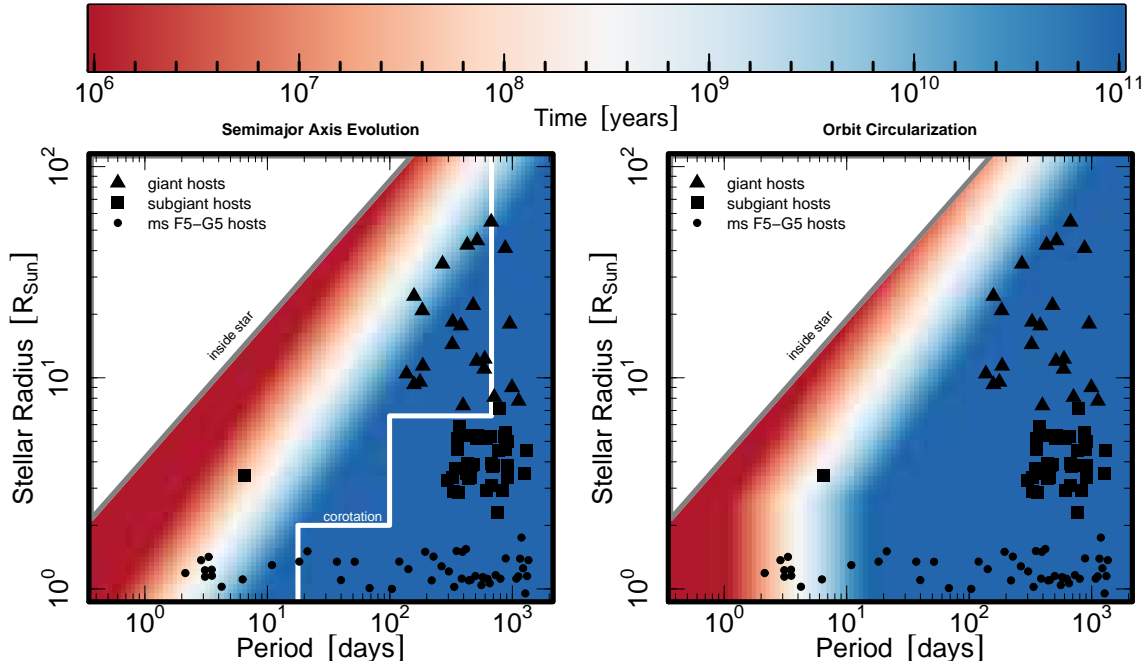 10^6 10^7 10^8 10^9 10^10 10^11
Time [years]
Semimajor Axis Evolution
Orbit Circularization
10^2
10^1
10^0
Stellar Radius [R_Sun]
giant hosts
subgiant hosts
ms F5−G5 hosts
inside star
corotation
10^0 10^1 10^2 10^3
Period [days]
10^2
10^1
10^0
Stellar Radius [R_Sun]
giant hosts
subgiant hosts
ms F5−G5 hosts
inside star
10^0 10^1 10^2 10^3
Period [days]